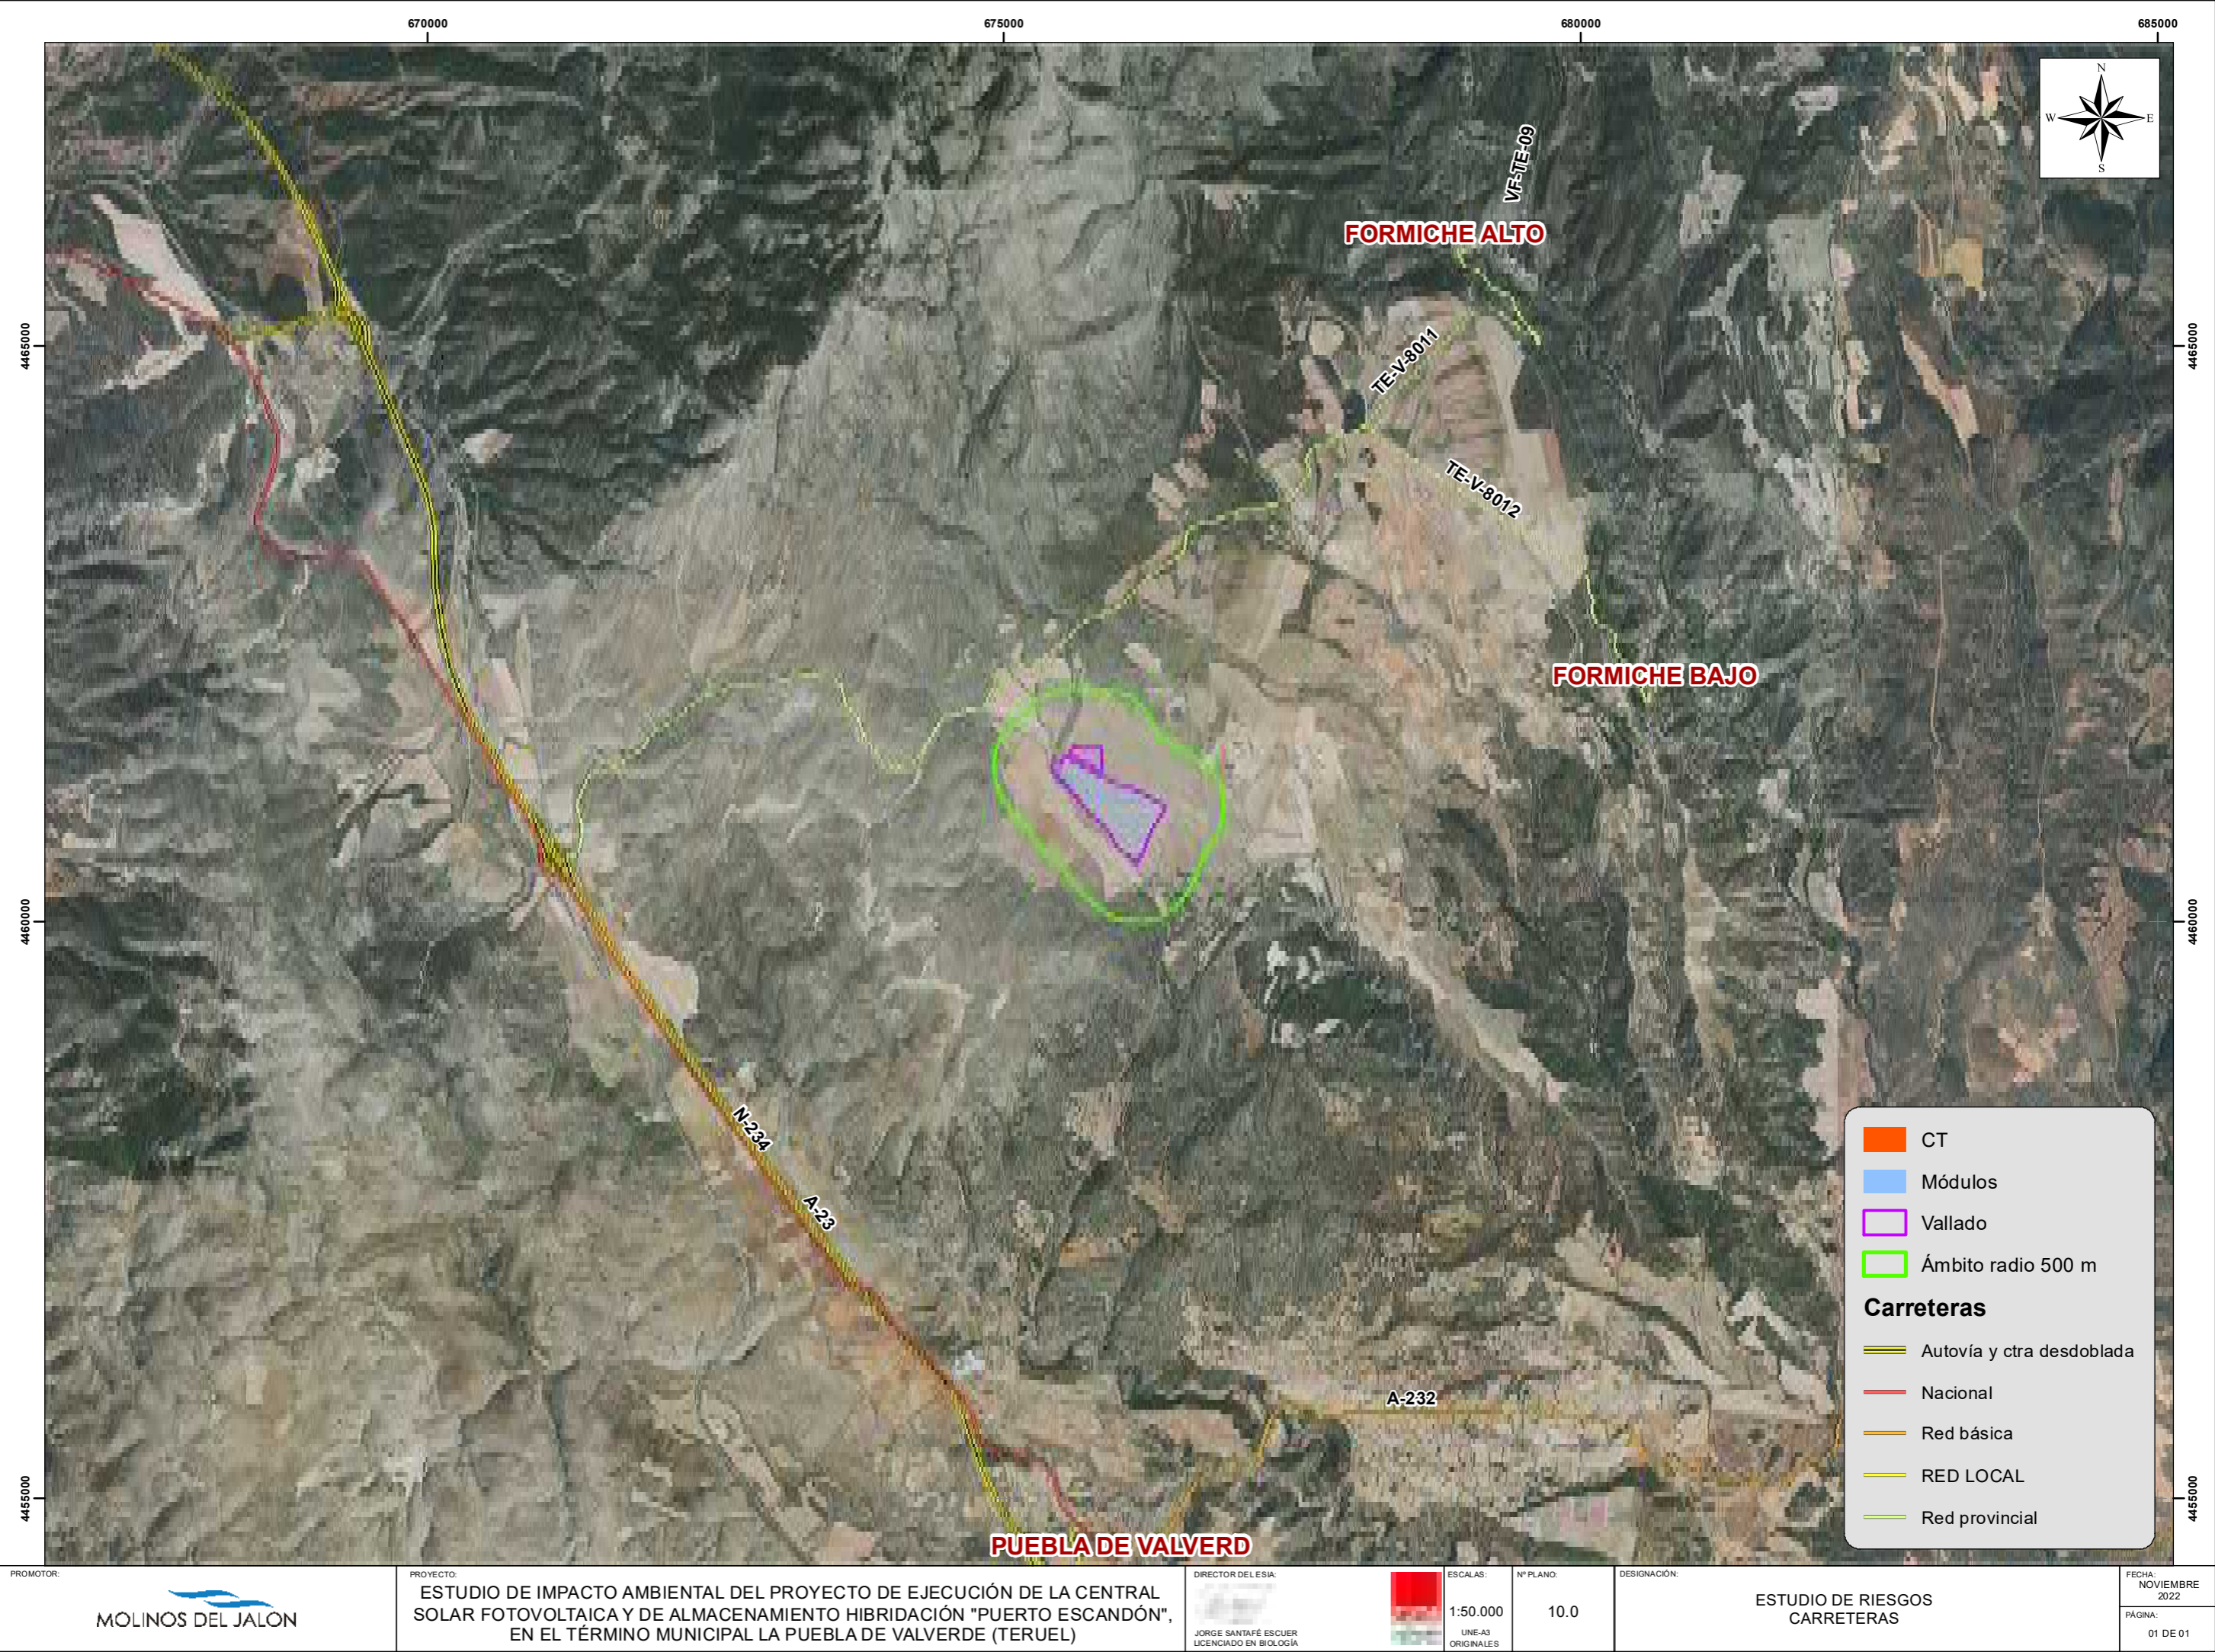 670000
675000
680000
685000
N
W
E
S
VF-TE-09
FORMICHE ALTO
4465000
4465000
TE-V-8011
TE-V-8012
FORMICHE BAJO
4460000
4460000
N-234
A-23
A-232
4455000
4455000
PUEBLA DE VALVERD
CT
Módulos
Vallado
Ámbito radio 500 m
Carreteras
Autovía y ctra desdoblada
Nacional
Red básica
RED LOCAL
Red provincial
PROMOTOR:
MOLINOS DEL JALÓN
PROYECTO:
ESTUDIO DE IMPACTO AMBIENTAL DEL PROYECTO DE EJECUCIÓN DE LA CENTRAL
SOLAR FOTOVOLTAICA Y DE ALMACENAMIENTO HIBRIDACIÓN "PUERTO ESCANDÓN",
EN EL TÉRMINO MUNICIPAL LA PUEBLA DE VALVERDE (TERUEL)
DIRECTOR DEL ESIA:
JORGE SANTAFÉ ESCUER
LICENCIADO EN BIOLOGÍA
ESCALAS:
1:50.000
UNE-A3
ORIGINALES
Nº PLANO:
10.0
DESIGNACIÓN:
ESTUDIO DE RIESGOS
CARRETERAS
FECHA:
NOVIEMBRE
2022
PÁGINA:
01 DE 01